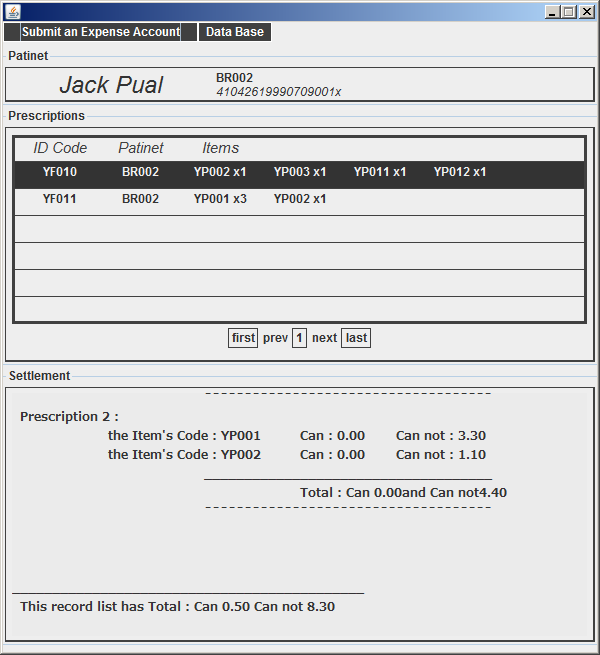 Submit an Expense Account Data Base
Patinet
Jack Pual BR002
41042619990709001x
Prescriptions
ID Code Patinet Items
YF010 BR002 YP002 x1 YP003 x1 YP011 x1 YP012 x1
YF011 BR002 YP001 x3 YP002 x1
first prev 1 next last
Settlement
Prescription 2 :
the Item's Code : YP001 Can : 0.00 Can not : 3.30
the Item's Code : YP002 Can : 0.00 Can not : 1.10
Total : Can 0.00and Can not4.40
This record list has Total : Can 0.50 Can not 8.30